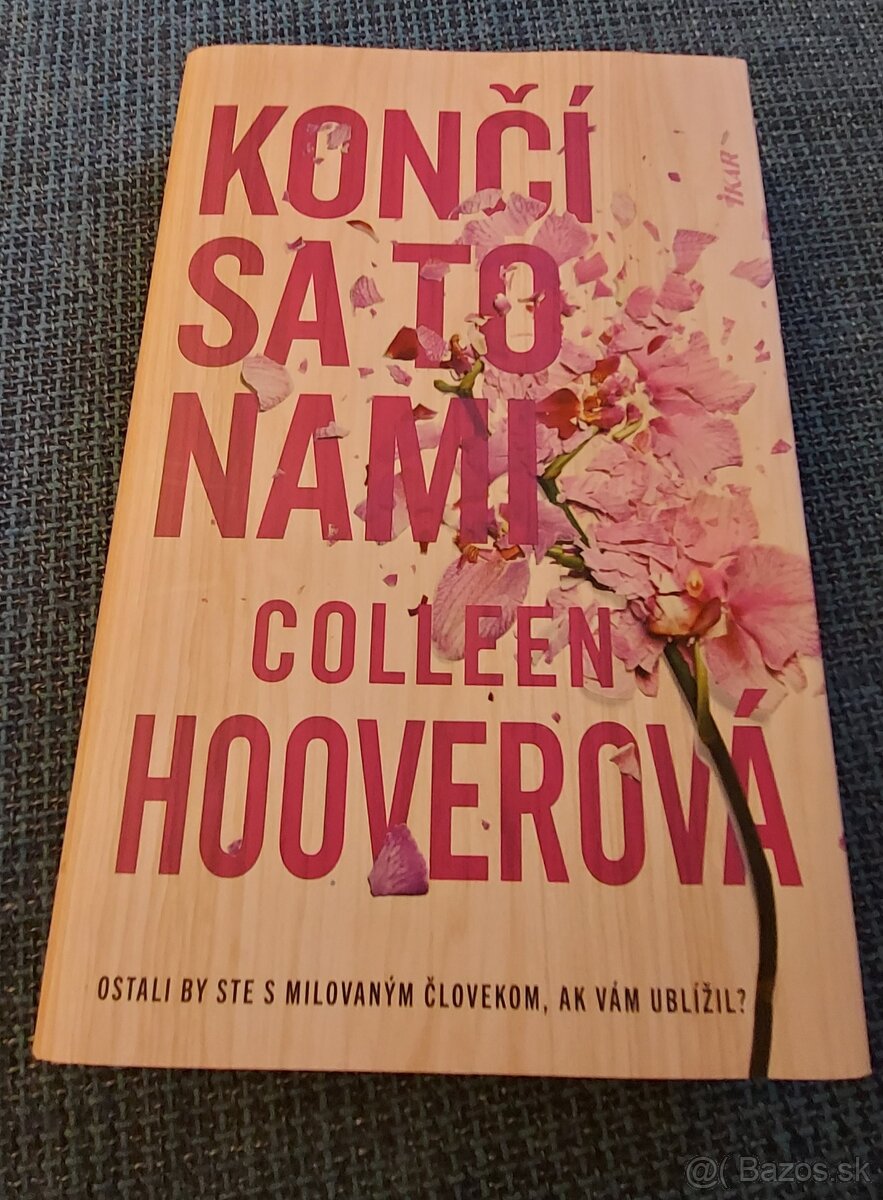 KONČÍ
SA TO
NAMI
IKAR
COLLEEN
HOOVEROVÁ
OSTALI BY STE S MILOVANÝM ČLOVEKOM, AK VÁM UBLÍŽIL?
@( Bazos.sk